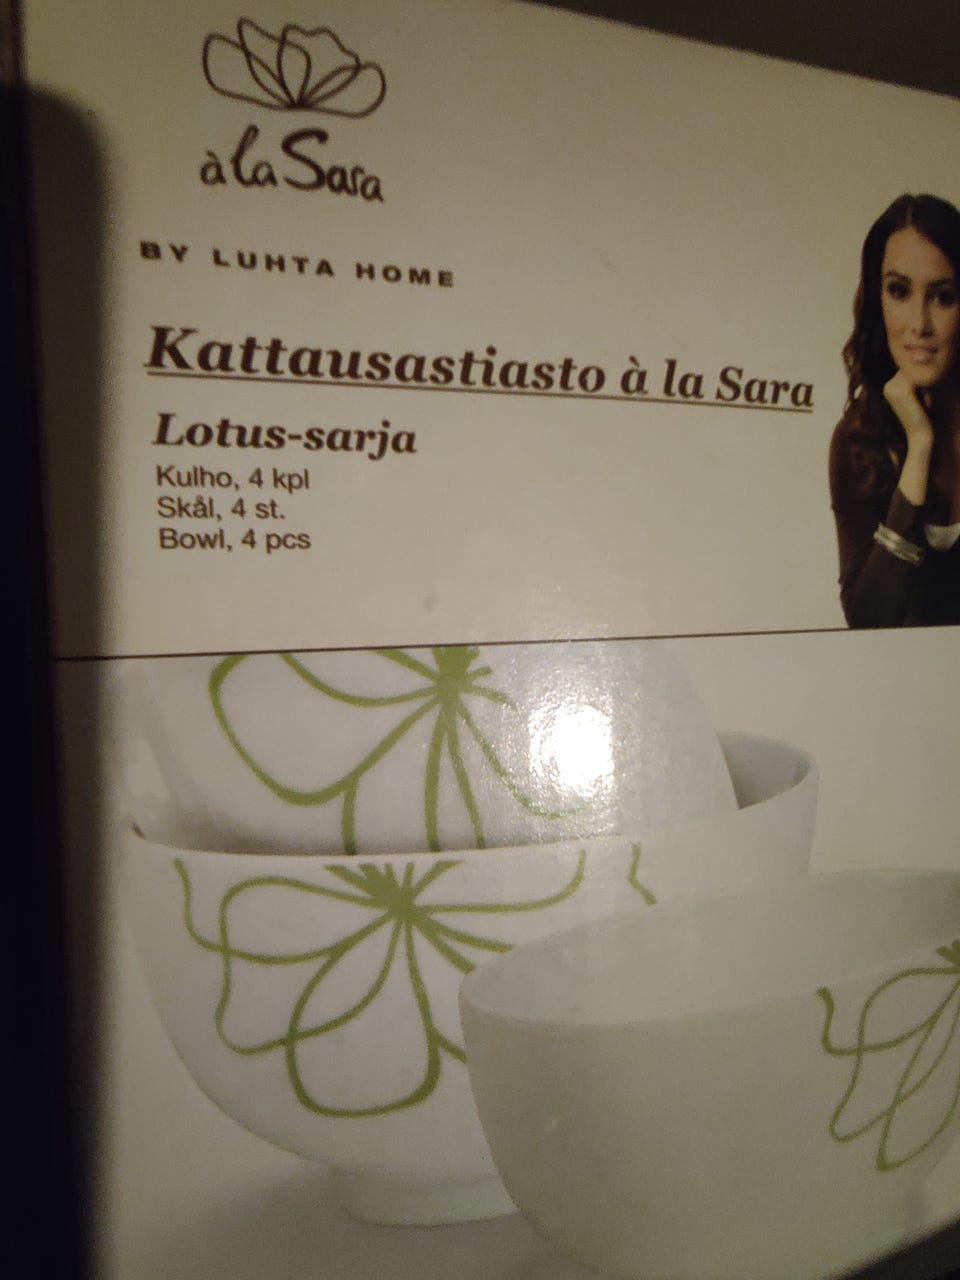 à la Sara
BY LUHTA HOME
Kattausastiasto à la Sara
Lotus-sarja
Kulho, 4 kpl
Skål, 4 st.
Bowl, 4 pcs